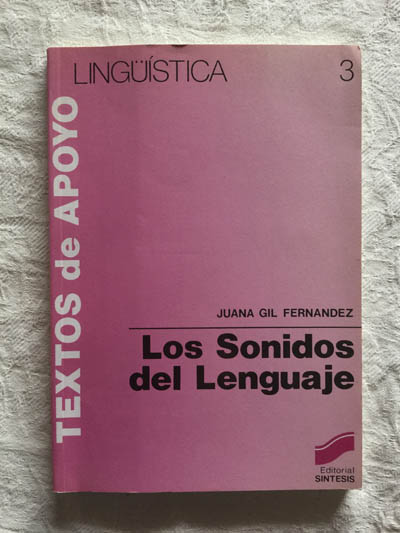 LINGÜÍSTICA 3
TEXTOS de APOYO
JUANA GIL FERNANDEZ
Los Sonidos
del Lenguaje
Editorial
SINTESIS